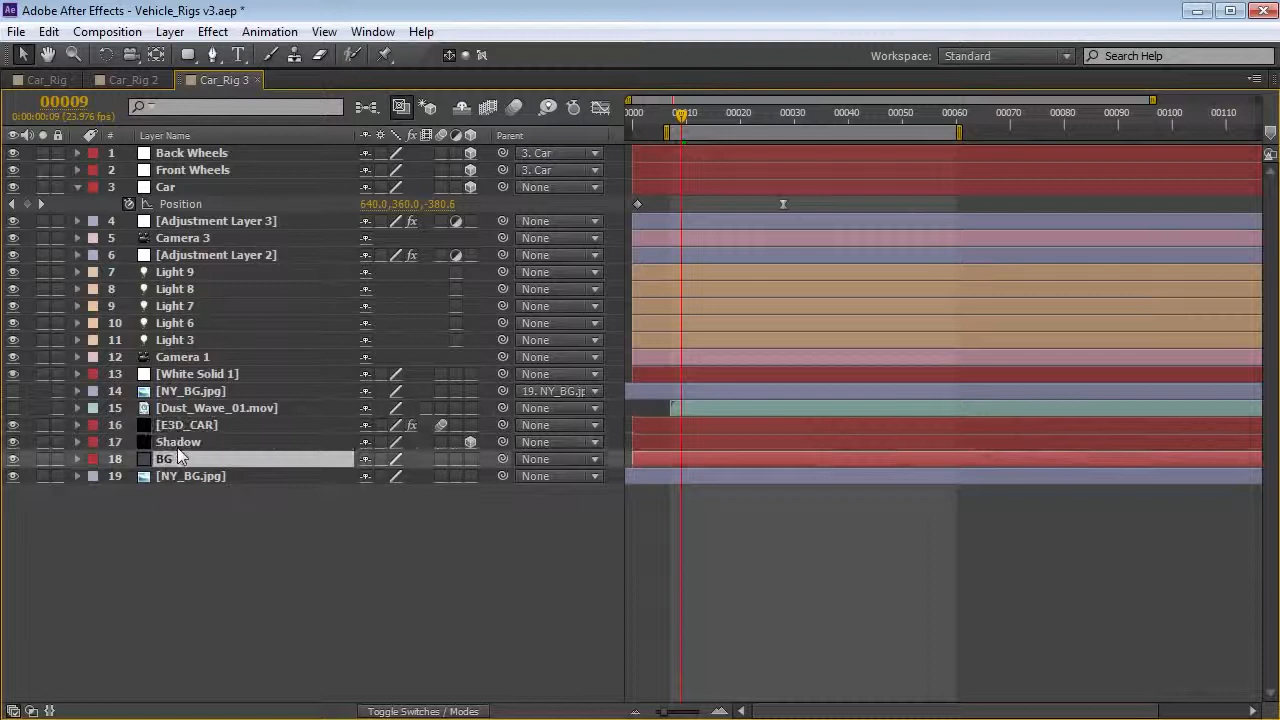 Ae Adobe After Effects - Vehicle_Rigs v3.aep *
File Edit Composition Layer Effect Animation View Window Help
Workspace: Standard Search Help
Car_Rig Car_Rig 2 Car_Rig 3 ×
00009
0:00:00:09 (23.976 fps)
0000 00010 00020 00030 00040 00050 00060 00070 00080 00090 00100 00110
# Layer Name fx Parent
1 Back Wheels 3. Car
2 Front Wheels 3. Car
3 Car None
Position 640.0,360.0,-380.6
4 [Adjustment Layer 3] fx None
5 Camera 3 None
6 [Adjustment Layer 2] fx None
7 Light 9 None
8 Light 8 None
9 Light 7 None
10 Light 6 None
11 Light 3 None
12 Camera 1 None
13 [White Solid 1] None
14 [NY_BG.jpg] 19. NY_BG.jp
15 [Dust_Wave_01.mov] None
16 [E3D_CAR] fx None
17 Shadow None
18 BG None
19 [NY_BG.jpg] None
Toggle Switches / Modes